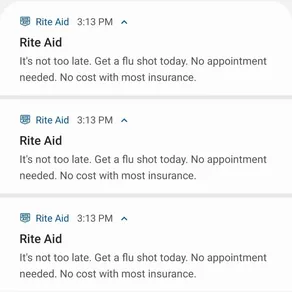 Rite Aid 3:13 PM
Rite Aid
It's not too late. Get a flu shot today. No appointment
needed. No cost with most insurance.
Rite Aid 3:13 PM
Rite Aid
It's not too late. Get a flu shot today. No appointment
needed. No cost with most insurance.
Rite Aid 3:13 PM
Rite Aid
It's not too late. Get a flu shot today. No appointment
needed. No cost with most insurance.